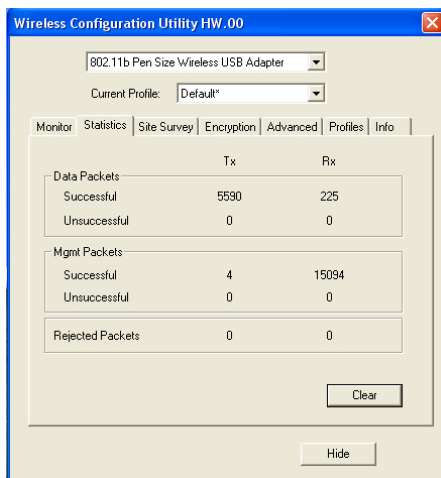 Wireless Configuration Utility HW.00
802.11b Pen Size Wireless USB Adapter
Current Profile: Default*
Monitor Statistics Site Survey Encryption Advanced Profiles Info
Tx Rx
Data Packets
Successful 5590 225
Unsuccessful 0 0
Mgmt Packets
Successful 4 15094
Unsuccessful 0 0
Rejected Packets 0 0
Clear
Hide